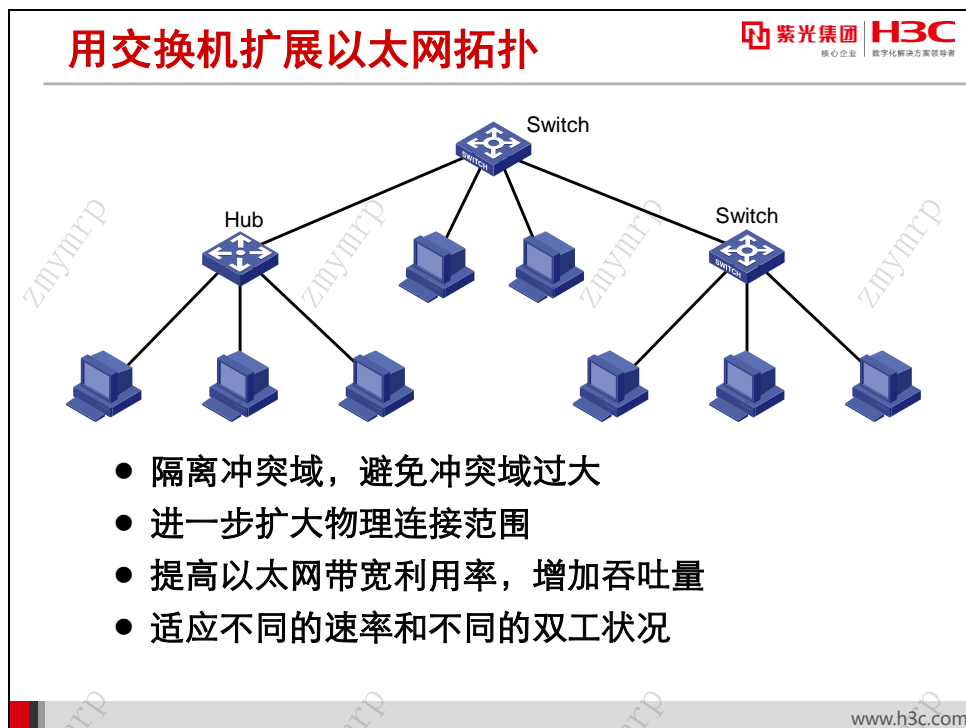 用交换机扩展以太网拓扑
紫光集团 H3C
核心企业 数字化解决方案领导者
Switch
SWITCH
Hub
Switch
SWITCH
zmymrp zmymrp zmymrp zmymrp
● 隔离冲突域，避免冲突域过大
● 进一步扩大物理连接范围
● 提高以太网带宽利用率，增加吞吐量
● 适应不同的速率和不同的双工状况
www.h3c.com